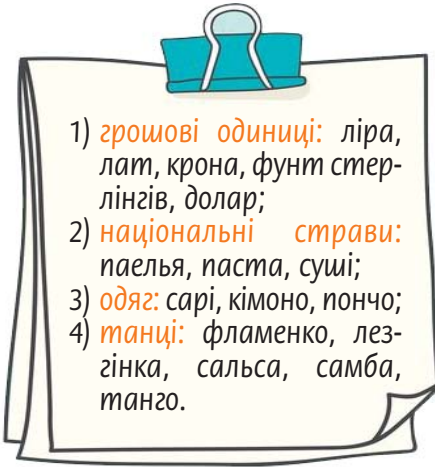 1) грошові одиниці: ліра,
лат, крона, фунт стер-
лінгів, долар;
2) національні страви:
паелья, паста, суші;
3) одяг: сарі, кімоно, пончо;
4) танці: фламенко, лез-
гінка, сальса, самба,
танго.